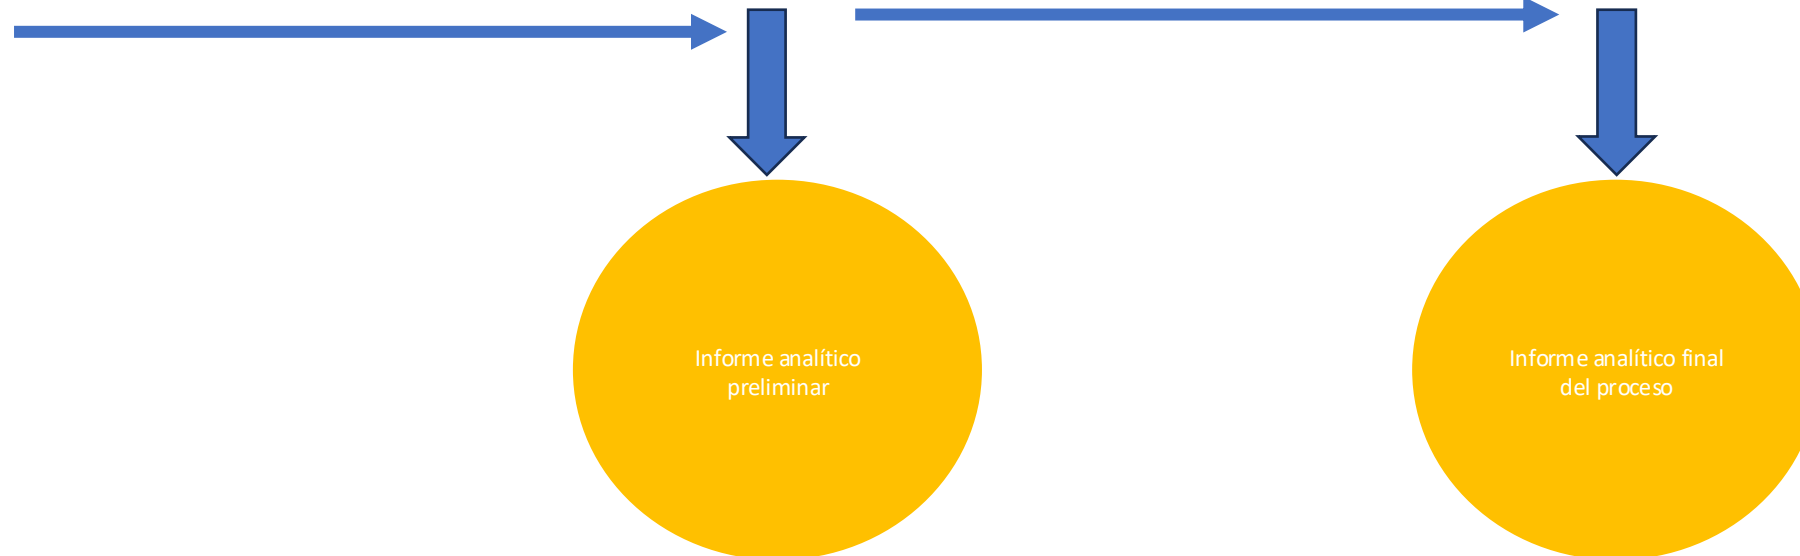 Informe analítico
preliminar
Informe analítico final
del proceso